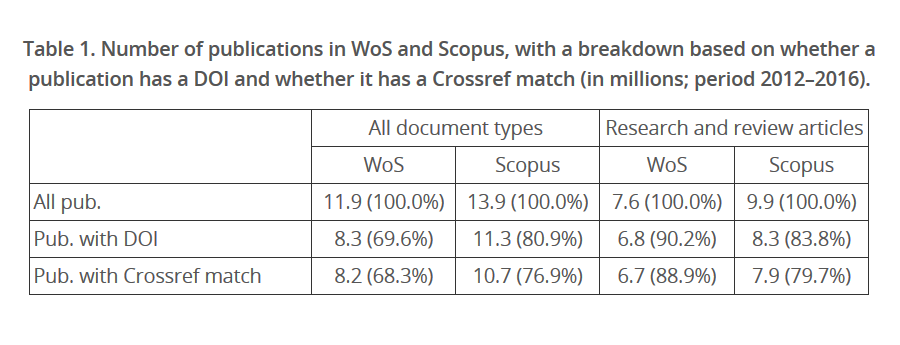 Table 1. Number of publications in WoS and Scopus, with a breakdown based on whether a
publication has a DOI and whether it has a Crossref match (in millions; period 2012–2016).
All document types Research and review articles
WoS Scopus WoS Scopus
All pub. 11.9 (100.0%) 13.9 (100.0%) 7.6 (100.0%) 9.9 (100.0%)
Pub. with DOI 8.3 (69.6%) 11.3 (80.9%) 6.8 (90.2%) 8.3 (83.8%)
Pub. with Crossref match 8.2 (68.3%) 10.7 (76.9%) 6.7 (88.9%) 7.9 (79.7%)